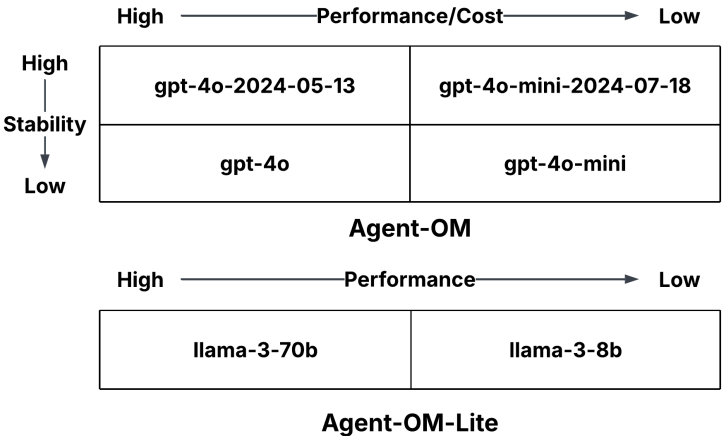 High Performance/Cost Low
High
Stability
Low
gpt-4o-2024-05-13 gpt-4o-mini-2024-07-18
gpt-4o gpt-4o-mini
Agent-OM
High Performance Low
llama-3-70b llama-3-8b
Agent-OM-Lite